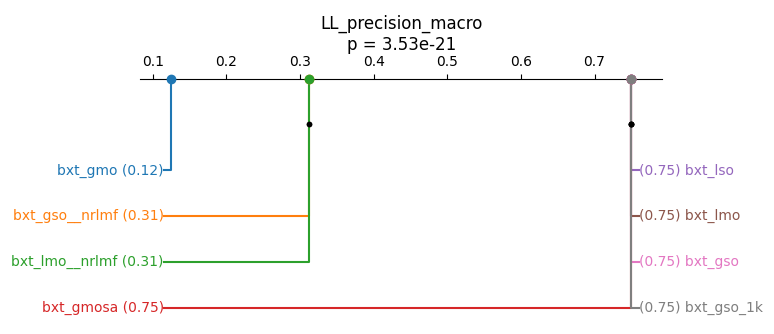 LL_precision_macro
p = 3.53e-21
0.1 0.2 0.3 0.4 0.5 0.6 0.7
bxt_gmo (0.12) (0.75) bxt_lso
bxt_gso__nrlmf (0.31) (0.75) bxt_lmo
bxt_lmo__nrlmf (0.31) (0.75) bxt_gso
bxt_gmosa (0.75) (0.75) bxt_gso_1k